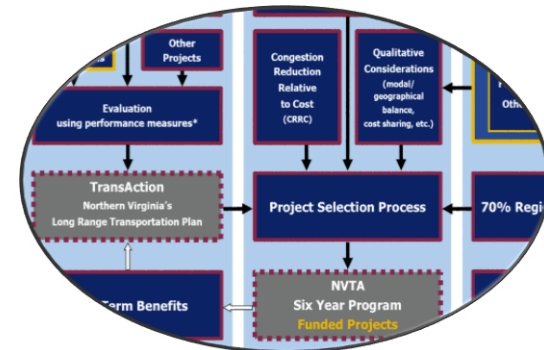 Other
Projects
Evaluation
using performance measures*
TransAction
Northern Virginia's
Long Range Transportation Plan
Term Benefits
Congestion
Reduction
Relative
to Cost
(CRRC)
Qualitative
Considerations
(modal/
geographical
balance,
cost sharing, etc.)
Project Selection Process
NVTA
Six Year Program
Funded Projects
Othe
70% Regi